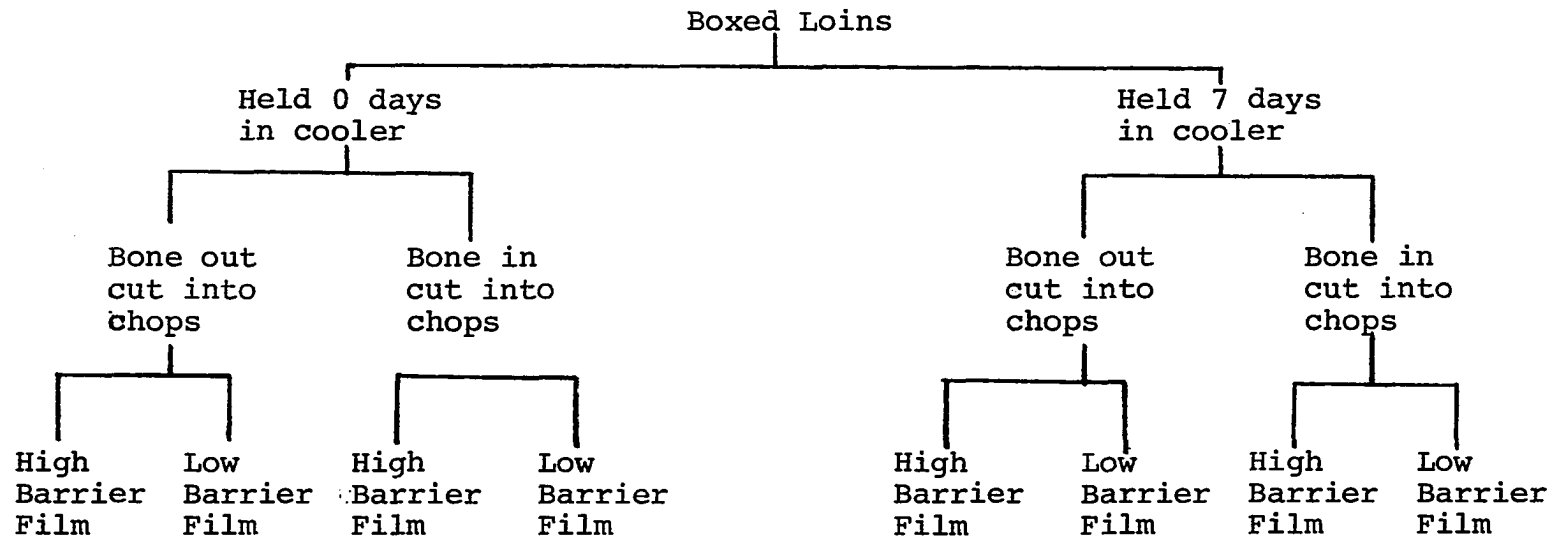 Boxed Loins
Held 0 days
in cooler
Held 7 days
in cooler
Bone out
cut into
chops
Bone in
cut into
chops
Bone out
cut into
chops
Bone in
cut into
chops
High
Barrier
Film
Low
Barrier
Film
High
Barrier
Film
Low
Barrier
Film
High
Barrier
Film
Low
Barrier
Film
High
Barrier
Film
Low
Barrier
Film